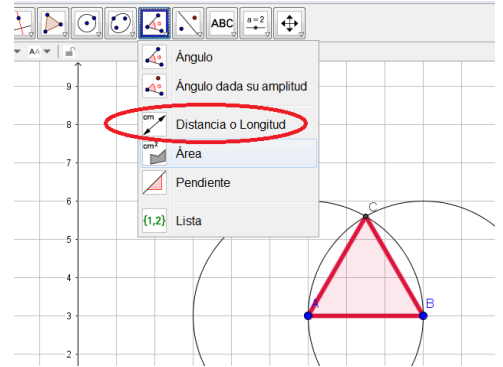 ABC
a=2
AA
Ángulo
Ángulo dada su amplitud
cm
Distancia o Longitud
cm²
Área
Pendiente
{1,2}
Lista
9
8
7
6
5
4
3
2
C
A
B